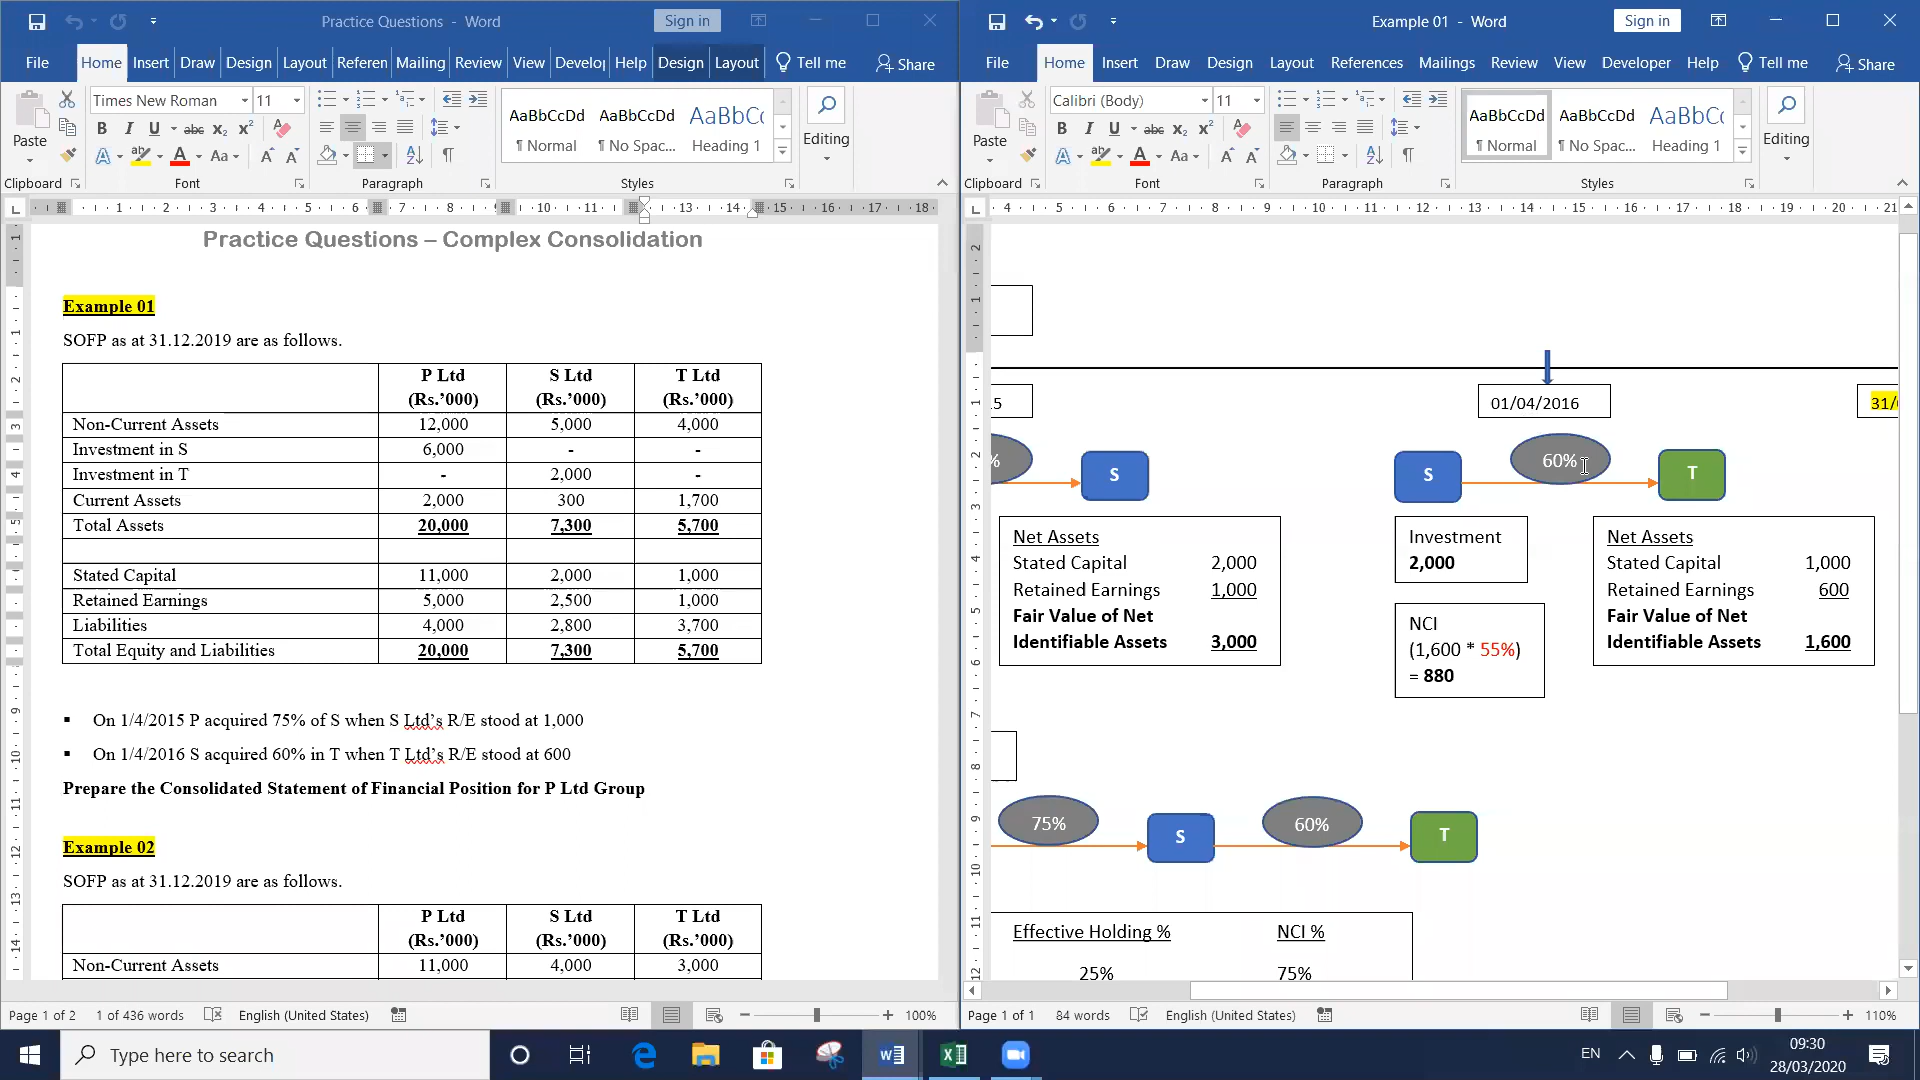 Practice Questions - Word
Sign in
File Home Insert Draw Design Layout Referen Mailing Review View Develop Help Design Layout Tell me Share
Times New Roman 11
Paste
Clipboard Font Paragraph Styles
AaBbCcDd AaBbCcDd AaBbCc
¶ Normal ¶ No Spac... Heading 1
Editing
Practice Questions – Complex Consolidation
Example 01
SOFP as at 31.12.2019 are as follows.
P Ltd (Rs.’000) S Ltd (Rs.’000) T Ltd (Rs.’000)
Non-Current Assets 12,000 5,000 4,000
Investment in S 6,000 - -
Investment in T - 2,000 -
Current Assets 2,000 300 1,700
Total Assets 20,000 7,300 5,700
Stated Capital 11,000 2,000 1,000
Retained Earnings 5,000 2,500 1,000
Liabilities 4,000 2,800 3,700
Total Equity and Liabilities 20,000 7,300 5,700
▪ On 1/4/2015 P acquired 75% of S when S Ltd’s R/E stood at 1,000
▪ On 1/4/2016 S acquired 60% in T when T Ltd’s R/E stood at 600
Prepare the Consolidated Statement of Financial Position for P Ltd Group
Example 02
SOFP as at 31.12.2019 are as follows.
P Ltd (Rs.’000) S Ltd (Rs.’000) T Ltd (Rs.’000)
Non-Current Assets 11,000 4,000 3,000
Page 1 of 2 1 of 436 words English (United States) 100%
Example 01 - Word
Sign in
File Home Insert Draw Design Layout References Mailings Review View Developer Help Tell me Share
Calibri (Body) 11
Paste
Clipboard Font Paragraph Styles
AaBbCcDd AaBbCcDd AaBbCc
¶ Normal ¶ No Spac... Heading 1
Editing
01/04/2016
S
S 60% T
Net Assets
Stated Capital 2,000
Retained Earnings 1,000
Fair Value of Net
Identifiable Assets 3,000
Investment
2,000
NCI
(1,600 * 55%)
= 880
Net Assets
Stated Capital 1,000
Retained Earnings 600
Fair Value of Net
Identifiable Assets 1,600
75% S 60% T
Effective Holding % NCI %
25% 75%
Page 1 of 1 84 words English (United States) 110%
Type here to search
EN
09:30
28/03/2020